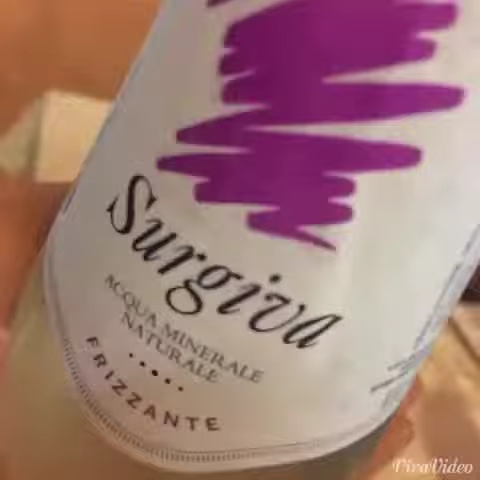 Surgiva
ACQUA MINERALE
NATURALE
FRIZZANTE
VivaVideo